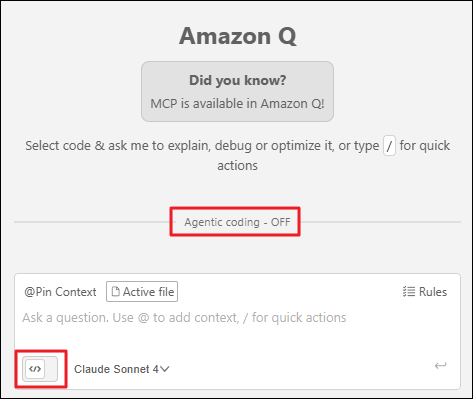 Amazon Q
Did you know?
MCP is available in Amazon Q!
Select code & ask me to explain, debug or optimize it, or type / for quick
actions
Agentic coding - OFF
@Pin Context Active file Rules
Ask a question. Use @ to add context, / for quick actions
</> Claude Sonnet 4